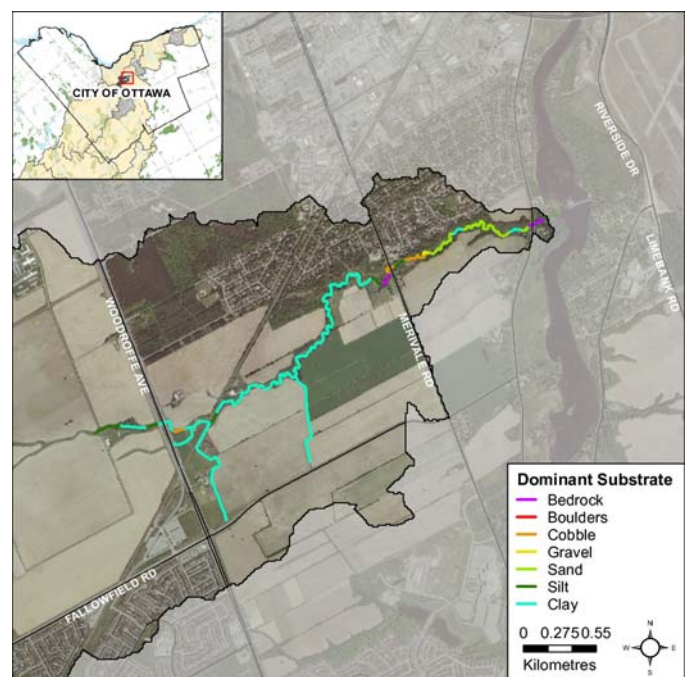 CITY OF OTTAWA
RIVERSIDE DR
LIMEBANK RD
WOODROFFE AVE
MERIVALE RD
FALLOWFIELD RD
Dominant Substrate
Bedrock
Boulders
Cobble
Gravel
Sand
Silt
Clay
0 0.275 0.55
Kilometres
N
W E
S